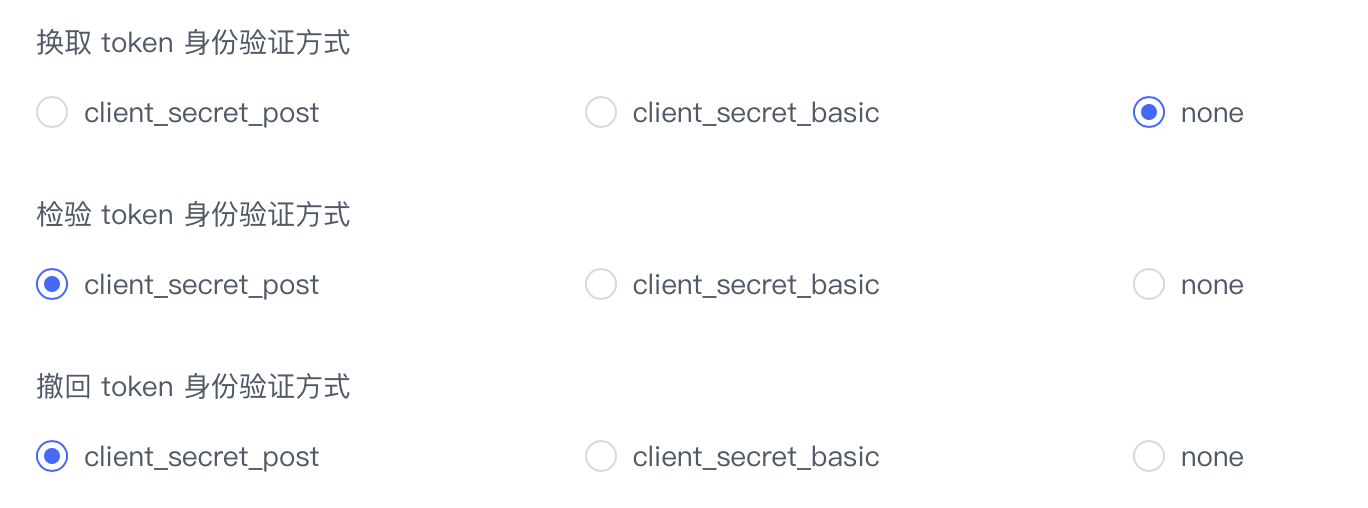 换取 token 身份验证方式
client_secret_post client_secret_basic none
检验 token 身份验证方式
client_secret_post client_secret_basic none
撤回 token 身份验证方式
client_secret_post client_secret_basic none